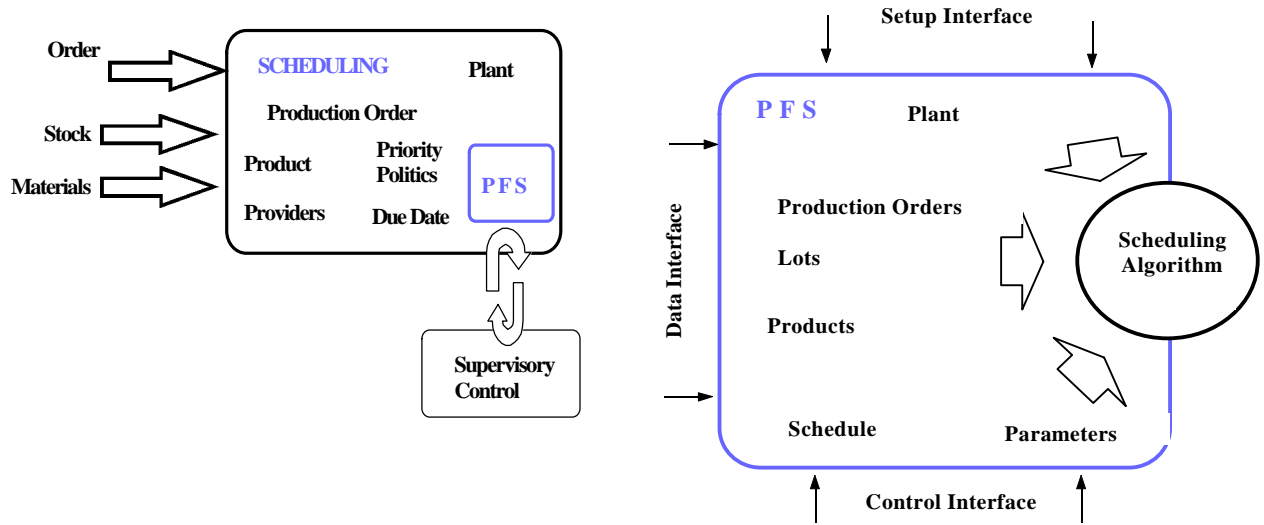 Order
Stock
Materials
SCHEDULING
Plant
Production Order
Product
Priority
Politics
Providers
Due Date
PFS
Supervisory
Control
Setup Interface
PFS
Plant
Data Interface
Production Orders
Lots
Products
Scheduling
Algorithm
Schedule
Parameters
Control Interface